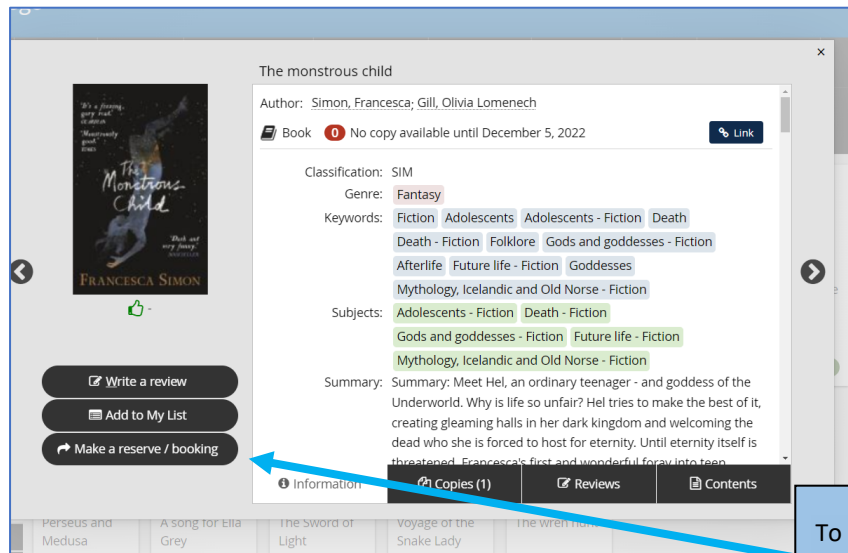 ×
The monstrous child
Author: Simon, Francesca; Gill, Olivia Lomenech
Book 0 No copy available until December 5, 2022
Link
Classification: SIM
Genre: Fantasy
Keywords: Fiction Adolescents Adolescents - Fiction Death
Death - Fiction Folklore Gods and goddesses - Fiction
Afterlife Future life - Fiction Goddesses
Mythology, Icelandic and Old Norse - Fiction
Subjects: Adolescents - Fiction Death - Fiction
Gods and goddesses - Fiction Future life - Fiction
Mythology, Icelandic and Old Norse - Fiction
Summary: Summary: Meet Hel, an ordinary teenager - and goddess of the
Underworld. Why is life so unfair? Hel tries to make the best of it,
creating gleaming halls in her dark kingdom and welcoming the
dead who she is forced to host for eternity. Until eternity itself is
threatened. Francesca's first and wonderful foray into teen
Information
Copies (1)
Reviews
Contents
The
Monstrous
Child
FRANCESCA SIMON
-
Write a review
Add to My List
Make a reserve / booking
Perseus and
Medusa
A song for Ella
Grey
The Sword of
Light
Voyage of the
Snake Lady
The wren
To